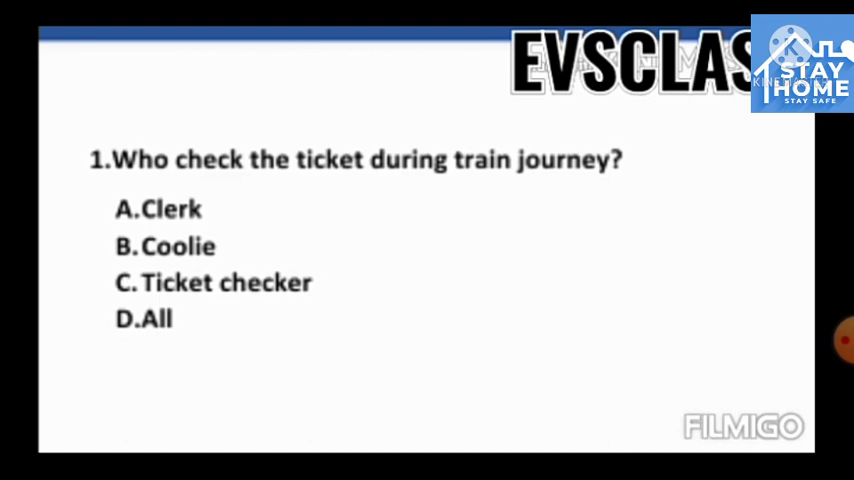 EVSCLAS
STAY
HOME
STAY SAFE
1.Who check the ticket during train journey?
A.Clerk
B.Coolie
C.Ticket checker
D.All
FILMIGO